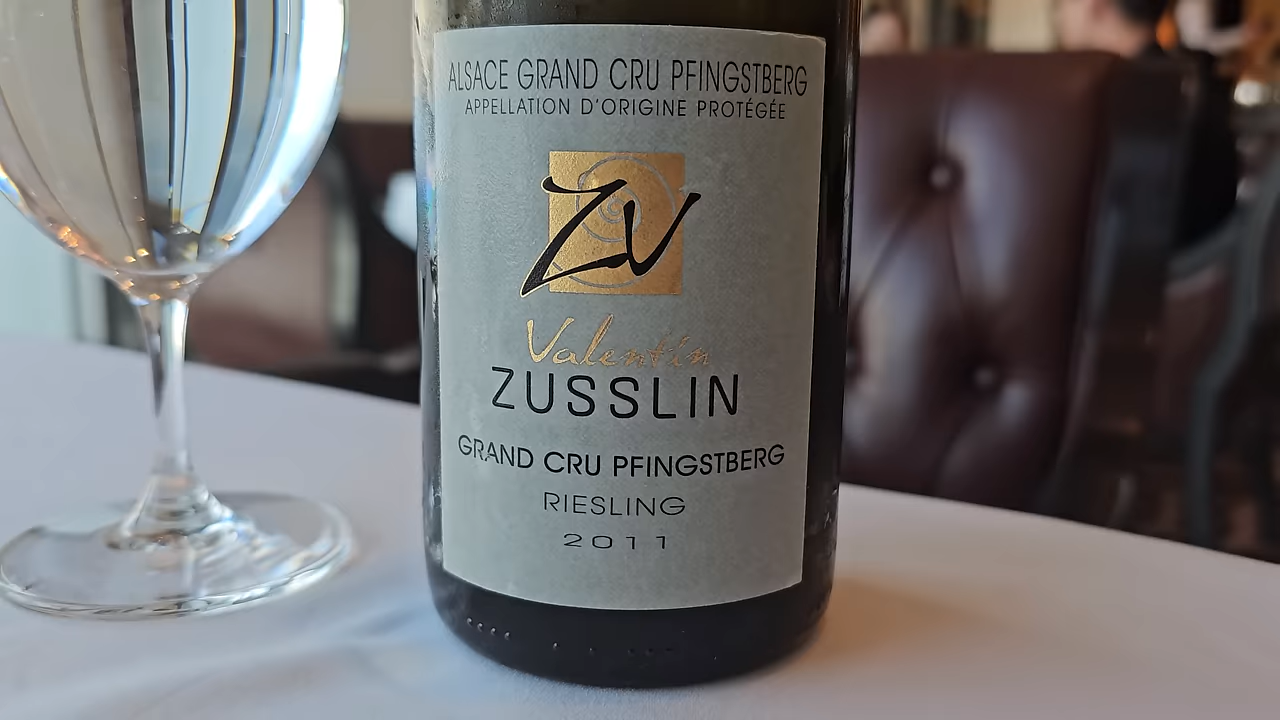 ALSACE GRAND CRU PFINGSTBERG
APPELLATION D'ORIGINE PROTÉGÉE
ZV
Valentin
ZUSSLIN
GRAND CRU PFINGSTBERG
RIESLING
2011